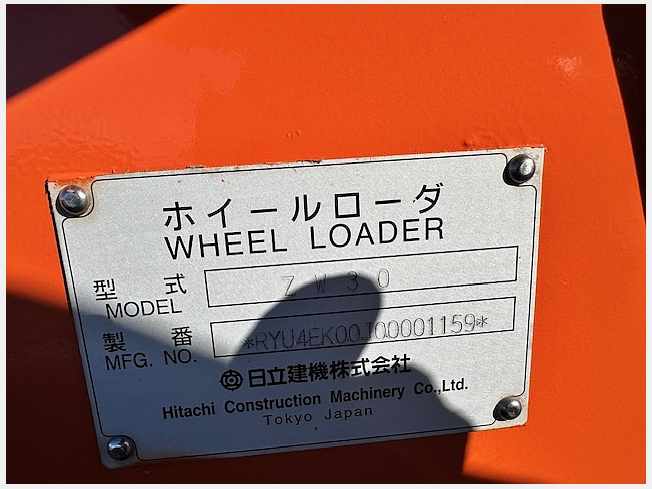 ホイールローダ
WHEEL LOADER
型式 ZW30
MODEL
製番 *RYU4EK00J00001159*
MFG. NO.
日立建機株式会社
Hitachi Construction Machinery Co.,Ltd.
Tokyo Japan